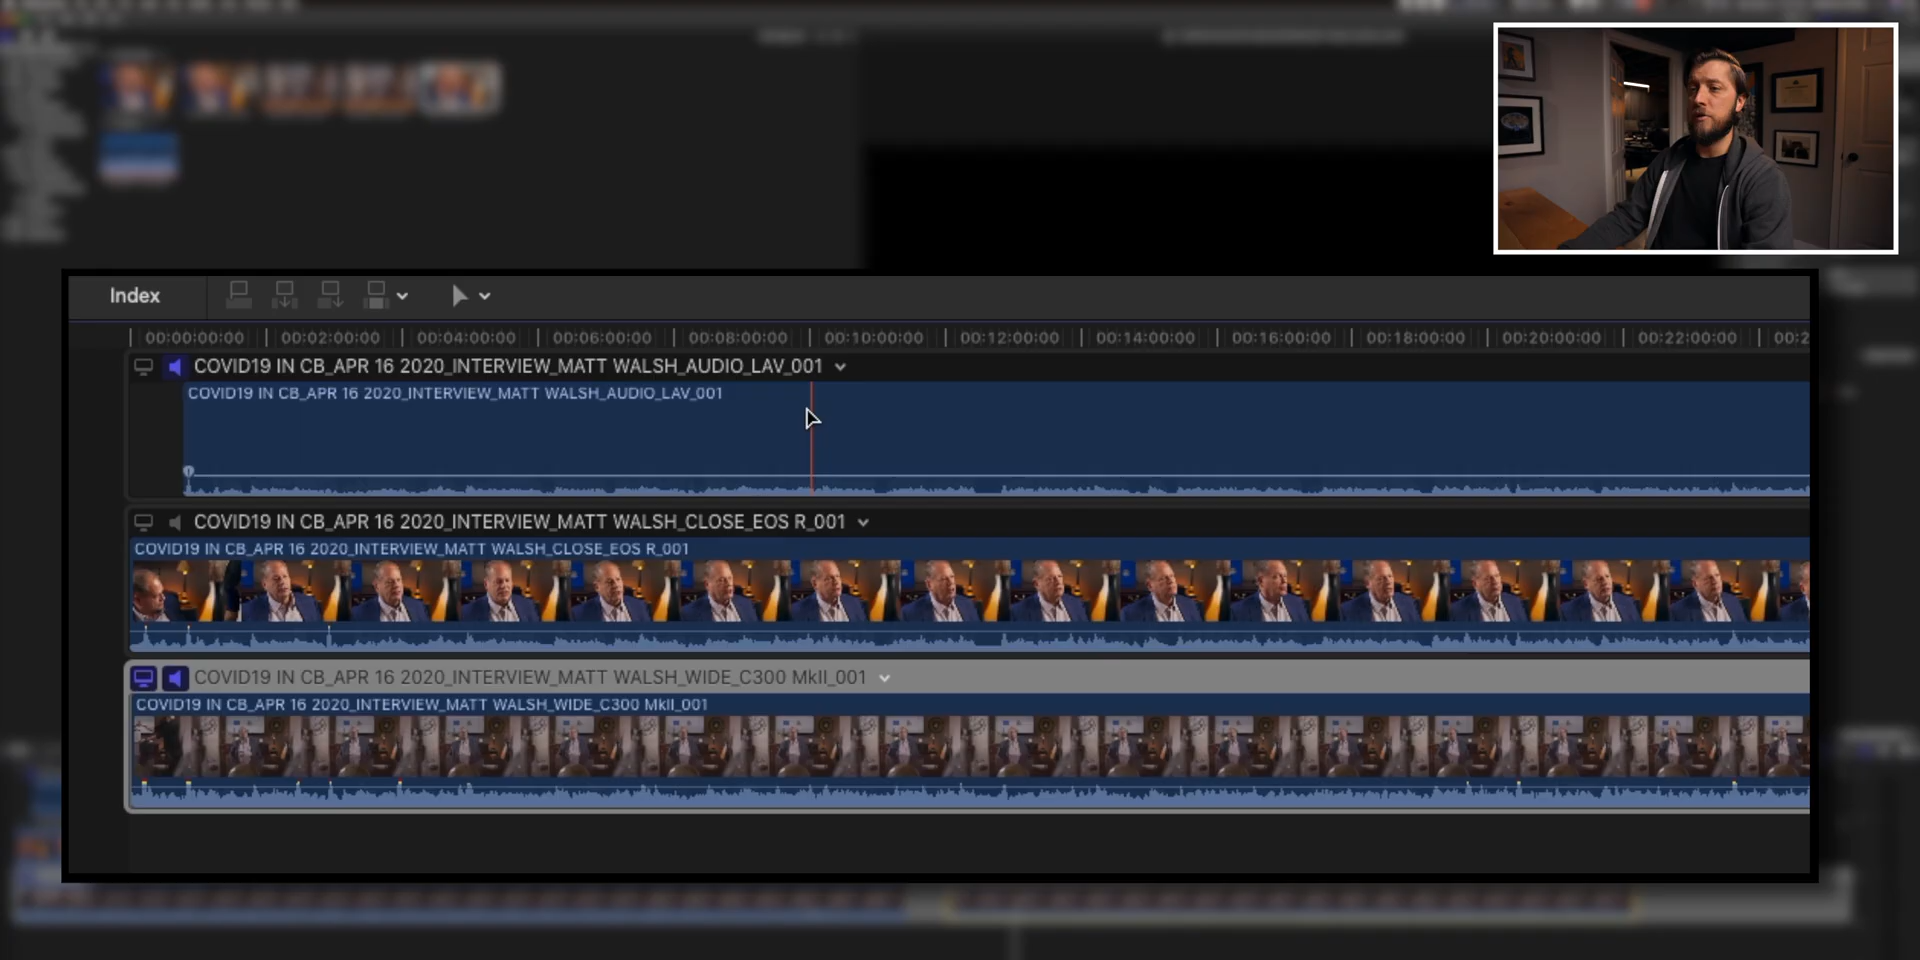 Index
00:00:00:00 00:02:00:00 00:04:00:00 00:06:00:00 00:08:00:00 00:10:00:00 00:12:00:00 00:14:00:00 00:16:00:00 00:18:00:00 00:20:00:00 00:22:00:00 00:2
COVID19 IN CB_APR 16 2020_INTERVIEW_MATT WALSH_AUDIO_LAV_001
COVID19 IN CB_APR 16 2020_INTERVIEW_MATT WALSH_AUDIO_LAV_001
COVID19 IN CB_APR 16 2020_INTERVIEW_MATT WALSH_CLOSE_EOS R_001
COVID19 IN CB_APR 16 2020_INTERVIEW_MATT WALSH_CLOSE_EOS R_001
COVID19 IN CB_APR 16 2020_INTERVIEW_MATT WALSH_WIDE_C300 MkII_001
COVID19 IN CB_APR 16 2020_INTERVIEW_MATT WALSH_WIDE_C300 MkII_001